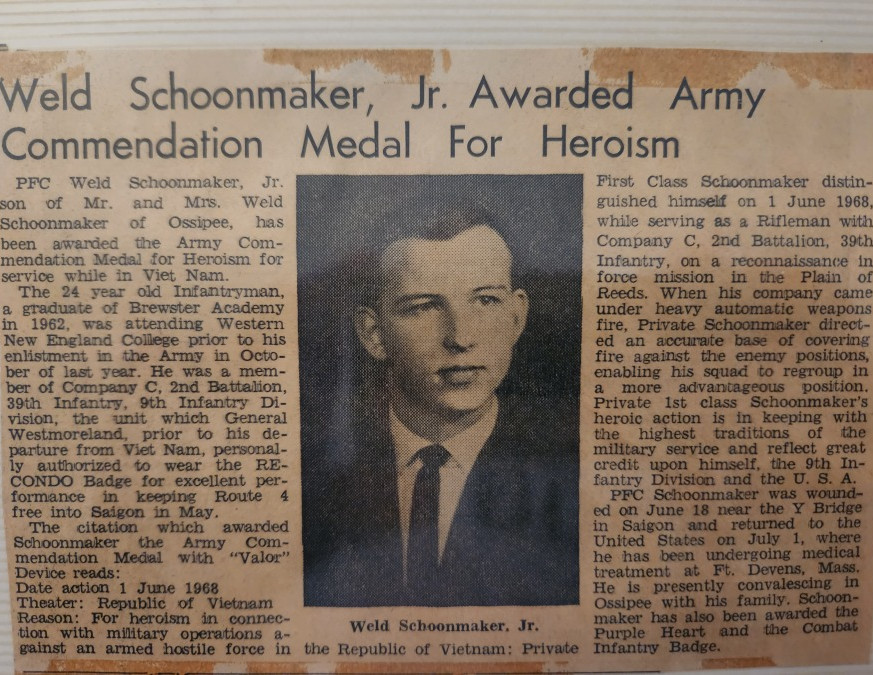 Weld Schoonmaker, Jr. Awarded Army
Commendation Medal For Heroism
PFC Weld Schoonmaker, Jr.
son of Mr. and Mrs. Weld
Schoonmaker of Ossipee, has
been awarded the Army Com-
mendation Medal for Heroism for
service while in Viet Nam.
The 24 year old Infantryman,
a graduate of Brewster Academy
in 1962, was attending Western
New England College prior to his
enlistment in the Army in Octo-
ber of last year. He was a mem-
ber of Company C, 2nd Battalion,
39th Infantry, 9th Infantry Di-
vision, the unit which General
Westmoreland, prior to his de-
parture from Viet Nam, personal-
ly authorized to wear the RE-
CONDO Badge for excellent per-
formance in keeping Route 4
free into Saigon in May.
The citation which awarded
Schoonmaker the Army Com-
mendation Medal with "Valor"
Device reads:
Date action 1 June 1968
Theater: Republic of Vietnam
Reason: For heroism in connec-
tion with military operations a-
gainst an armed hostile force in the Republic of Vietnam: Private
Weld Schoonmaker, Jr.
First Class Schoonmaker distin-
guished himself on 1 June 1968,
while serving as a Rifleman with
Company C, 2nd Battalion, 39th
Infantry, on a reconnaissance in
force mission in the Plain of
Reeds. When his company came
under heavy automatic weapons
fire, Private Schoonmaker direct-
ed an accurate base of covering
fire against the enemy positions,
enabling his squad to regroup in
a more advantageous position.
Private 1st class Schoonmaker's
heroic action is in keeping with
the highest traditions of the
military service and reflect great
credit upon himself, the 9th In-
fantry Division and the U. S. A.
PFC Schoonmaker was wound-
ed on June 18 near the Y Bridge
in Saigon and returned to the
United States on July 1, where
he has been undergoing medical
treatment at Ft. Devens, Mass.
He is presently convalescing in
Ossipee with his family. Schoon-
maker has also been awarded the
Purple Heart and the Combat
Infantry Badge.